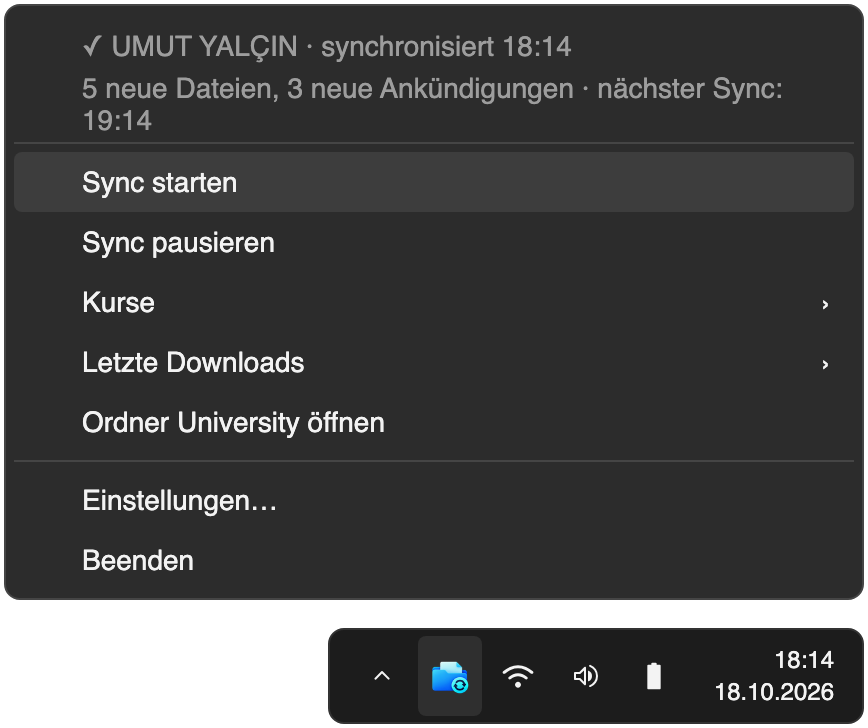 ✓ UMUT YALÇIN · synchronisiert 18:14
5 neue Dateien, 3 neue Ankündigungen · nächster Sync:
19:14
Sync starten
Sync pausieren
Kurse
Letzte Downloads
Ordner University öffnen
Einstellungen…
Beenden
18:14
18.10.2026